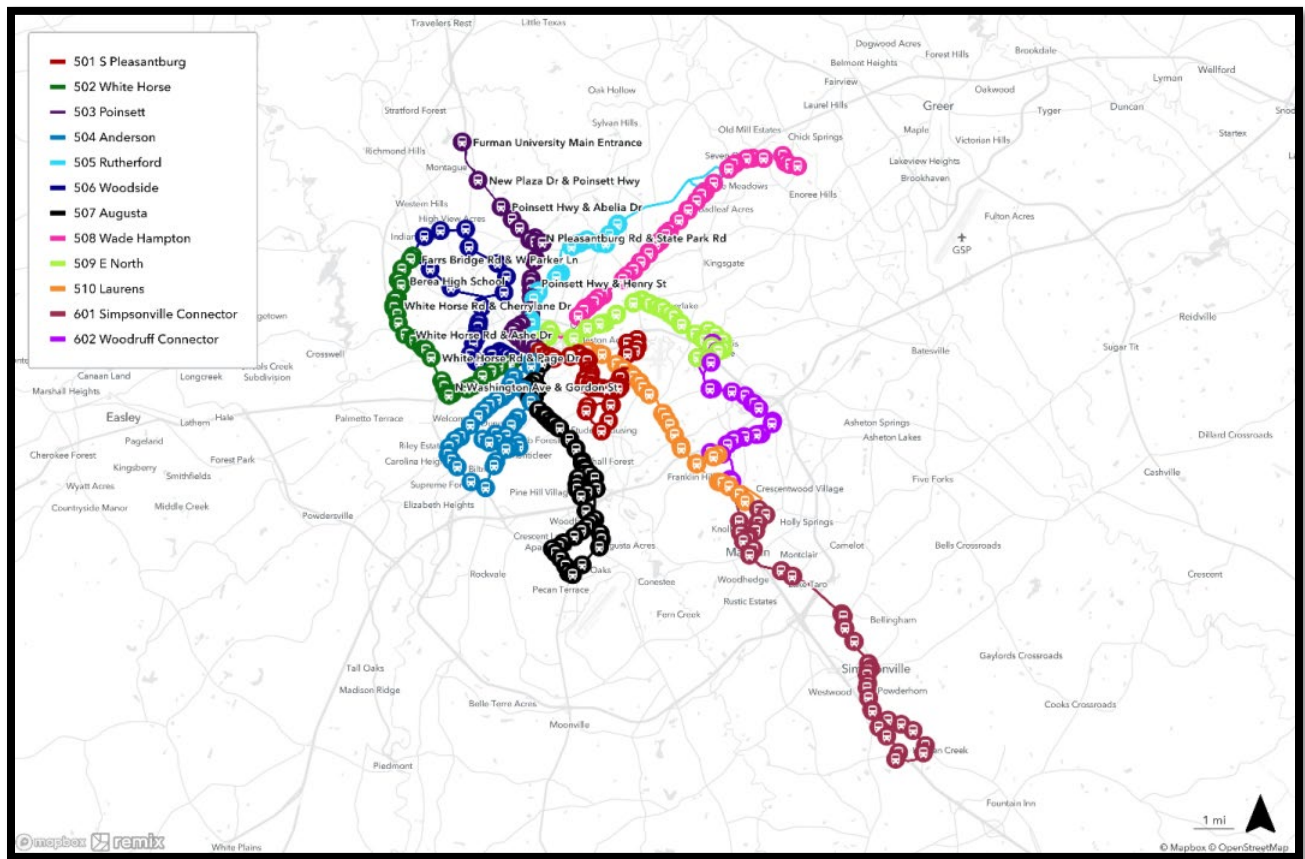 501 S Pleasantburg
502 White Horse
503 Poinsett
504 Anderson
505 Rutherford
506 Woodside
507 Augusta
508 Wade Hampton
509 E North
510 Laurens
601 Simpsonville Connector
602 Woodruff Connector
Travelers Rest
Little Texas
Dogwood Acres
Forest Hills
Brookdale
Belmont Heights
Wellford
Lyman
Fairview
Oak Hollow
Oakwood
Stratford Forest
Laurel Hills
Greer
Tyger
Duncan
Sylvan Hills
Old Mill Estates
Chick Springs
Maple
Victorian Hills
Startex
Furman University Main Entrance
Richmond Hills
Lakeview Heights
Montague
Brookhaven
New Plaza Dr & Poinsett Hwy
Enoree Hills
Western Hills
Poinsett Hwy & Abelia Dr
High View Acres
Fulton Acres
N Pleasantburg Rd & State Park Rd
GSP
Farrs Bridge Rd & W Parker Ln
Kingsgate
Berea High School
Poinsett Hwy & Henry St
White Horse Rd & Cherrylane Dr
Reidville
White Horse Rd & Ashe Dr
Sugar Tit
Crosswell
White Horse Rd & Page Dr
Batesville
Canaan Land
Longcreek
Subdivision
Marshall Heights
N Washington Ave & Gordon St
Easley
Hale
Lathem
Palmetto Terrace
Asheton Springs
Asheton Lakes
Dillard Crossroads
Pageland
Cherokee Forest
Forest Park
Kingsberry
Smithfields
Cashville
Wyatt Acres
Five Forks
Crescentwood Village
Pine Hill
Countryside Manor
Middle Creek
Elizabeth Heights
Powdersville
Holly Springs
Camelot
Bells Crossroads
Montclair
Rockvale
Oaks
Conestee
Woodhedge
Crescent
Pecan Terrace
Rustic Estates
Fern Creek
Bellingham
Gaylords Crossroads
Tall Oaks
Madison Ridge
Westwood
Powderhorn
Belle Terre Acres
Cooks Crossroads
Moonville
Piedmont
Fountain Inn
1 mi
mapbox remix
White Plains
© Mapbox © OpenStreetMap